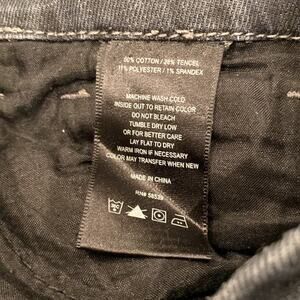 60% COTTON / 28% TENCEL
11% POLYESTER / 1% SPANDEX
MACHINE WASH COLD
INSIDE OUT TO RETAIN COLOR
DO NOT BLEACH
TUMBLE DRY LOW
OR FOR BETTER CARE
LAY FLAT TO DRY
WARM IRON IF NECESSARY
COLOR MAY TRANSFER WHEN NEW
MADE IN CHINA
RN# 58539